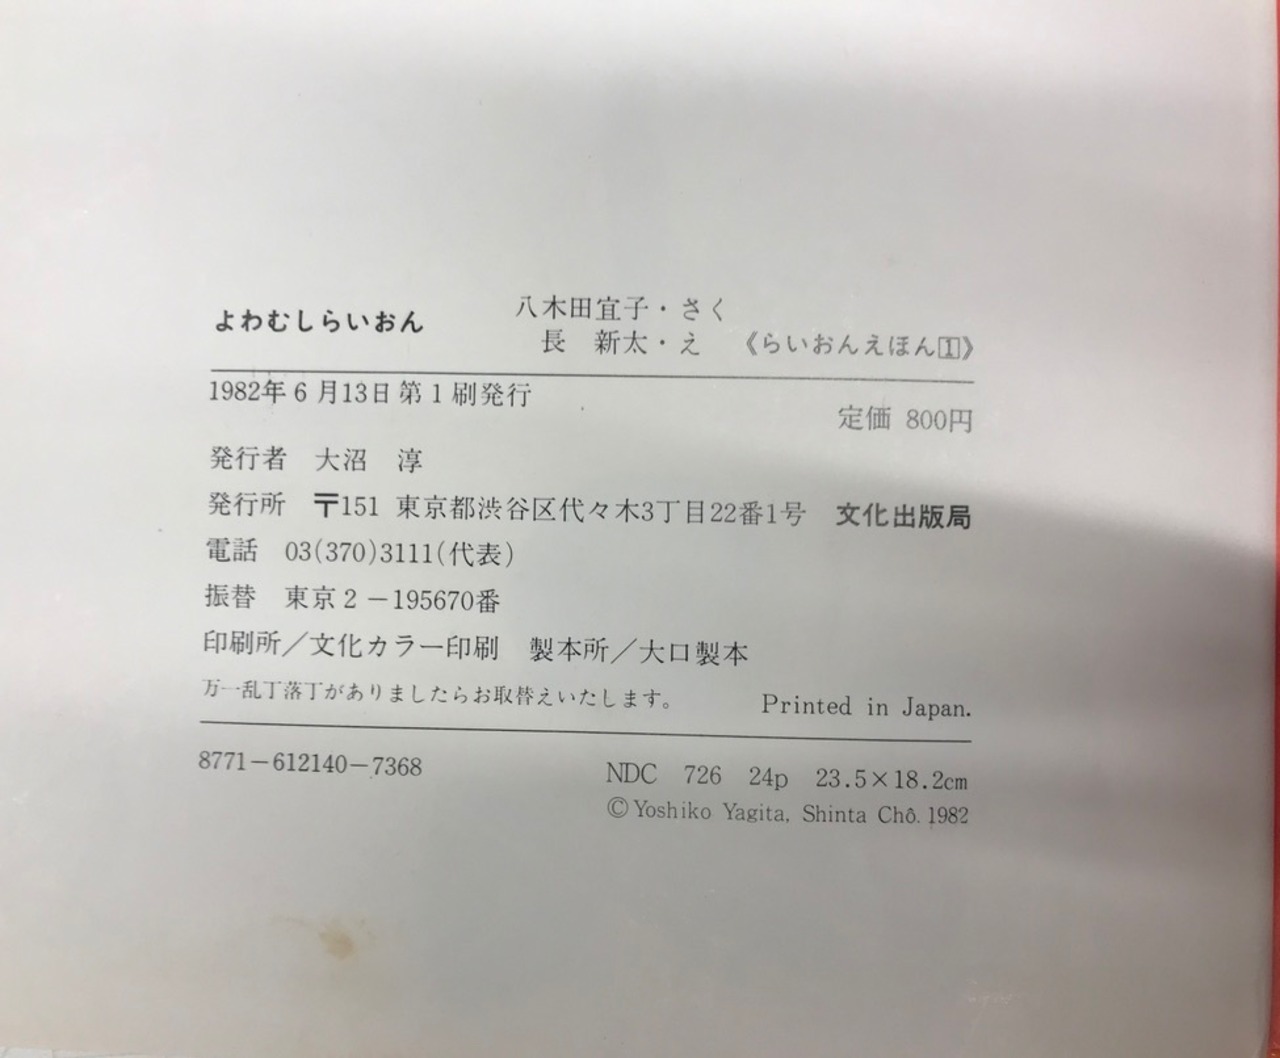 よわむしらいおん
八木田宜子・さく
長　新太・え　《らいおんえほん1》
1982年6月13日第1刷発行
定価 800円
発行者　大沼　淳
発行所　〒151 東京都渋谷区代々木3丁目22番1号　文化出版局
電話　03(370)3111(代表)
振替　東京2－195670番
印刷所／文化カラー印刷　製本所／大口製本
万一乱丁落丁がありましたらお取替えいたします。　Printed in Japan.
8771－612140－7368
NDC 726 24p 23.5×18.2cm
©Yoshiko Yagita, Shinta Chô. 1982